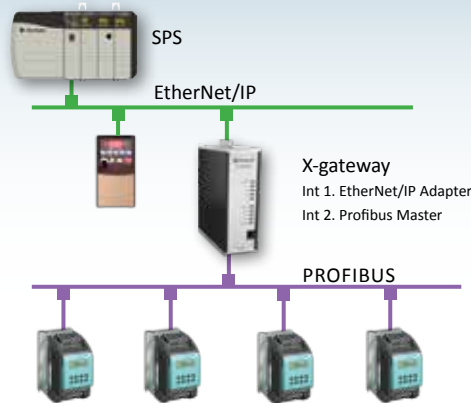 SPS
EtherNet/IP
X-gateway
Int 1. EtherNet/IP Adapter
Int 2. Profibus Master
PROFIBUS